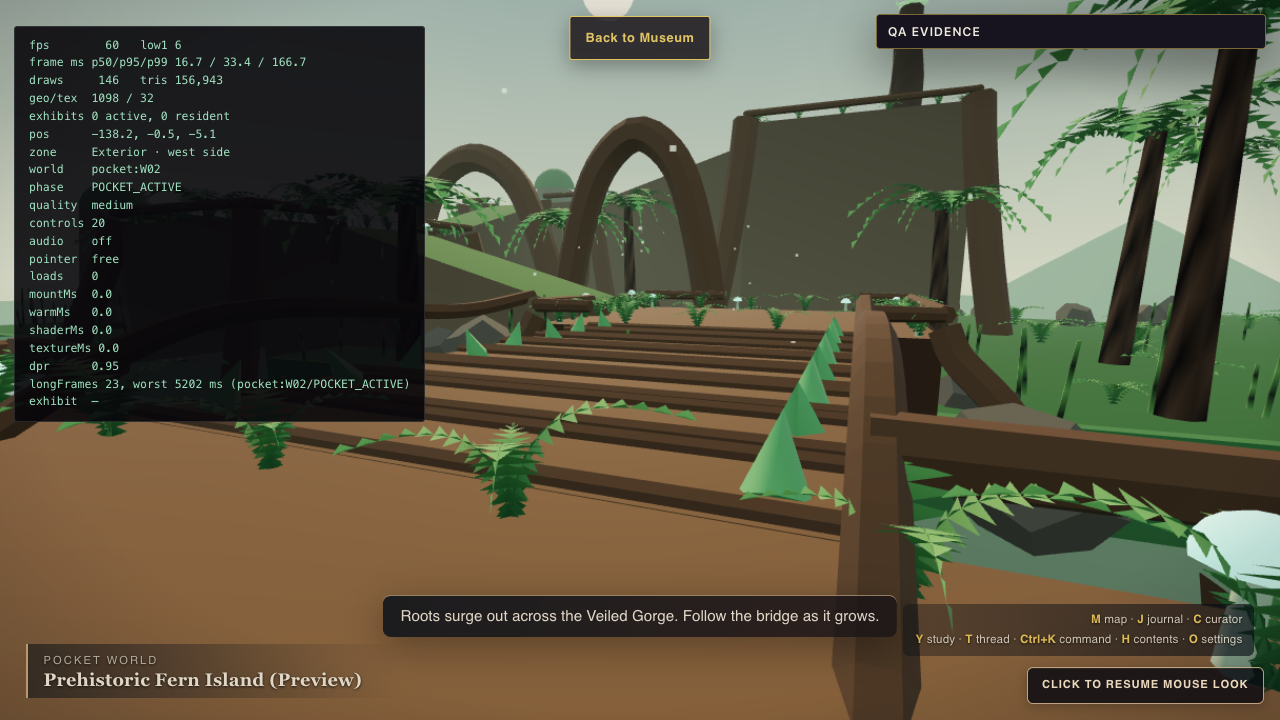 fps 60 low1 6
frame ms p50/p95/p99 16.7 / 33.4 / 166.7
draws 146 tris 156,943
geo/tex 1098 / 32
exhibits 0 active, 0 resident
pos −138.2, −0.5, −5.1
zone Exterior · west side
world pocket:W02
phase POCKET_ACTIVE
quality medium
controls 20
audio off
pointer free
loads 0
mountMs 0.0
warmMs 0.0
shaderMs 0.0
textureMs 0.0
dpr 0.95
longFrames 23, worst 5202 ms (pocket:W02/POCKET_ACTIVE)
exhibit —
Back to Museum
QA EVIDENCE
Roots surge out across the Veiled Gorge. Follow the bridge as it grows.
M map · J journal · C curator
Y study · T thread · Ctrl+K command · H contents · O settings
POCKET WORLD
Prehistoric Fern Island (Preview)
CLICK TO RESUME MOUSE LOOK